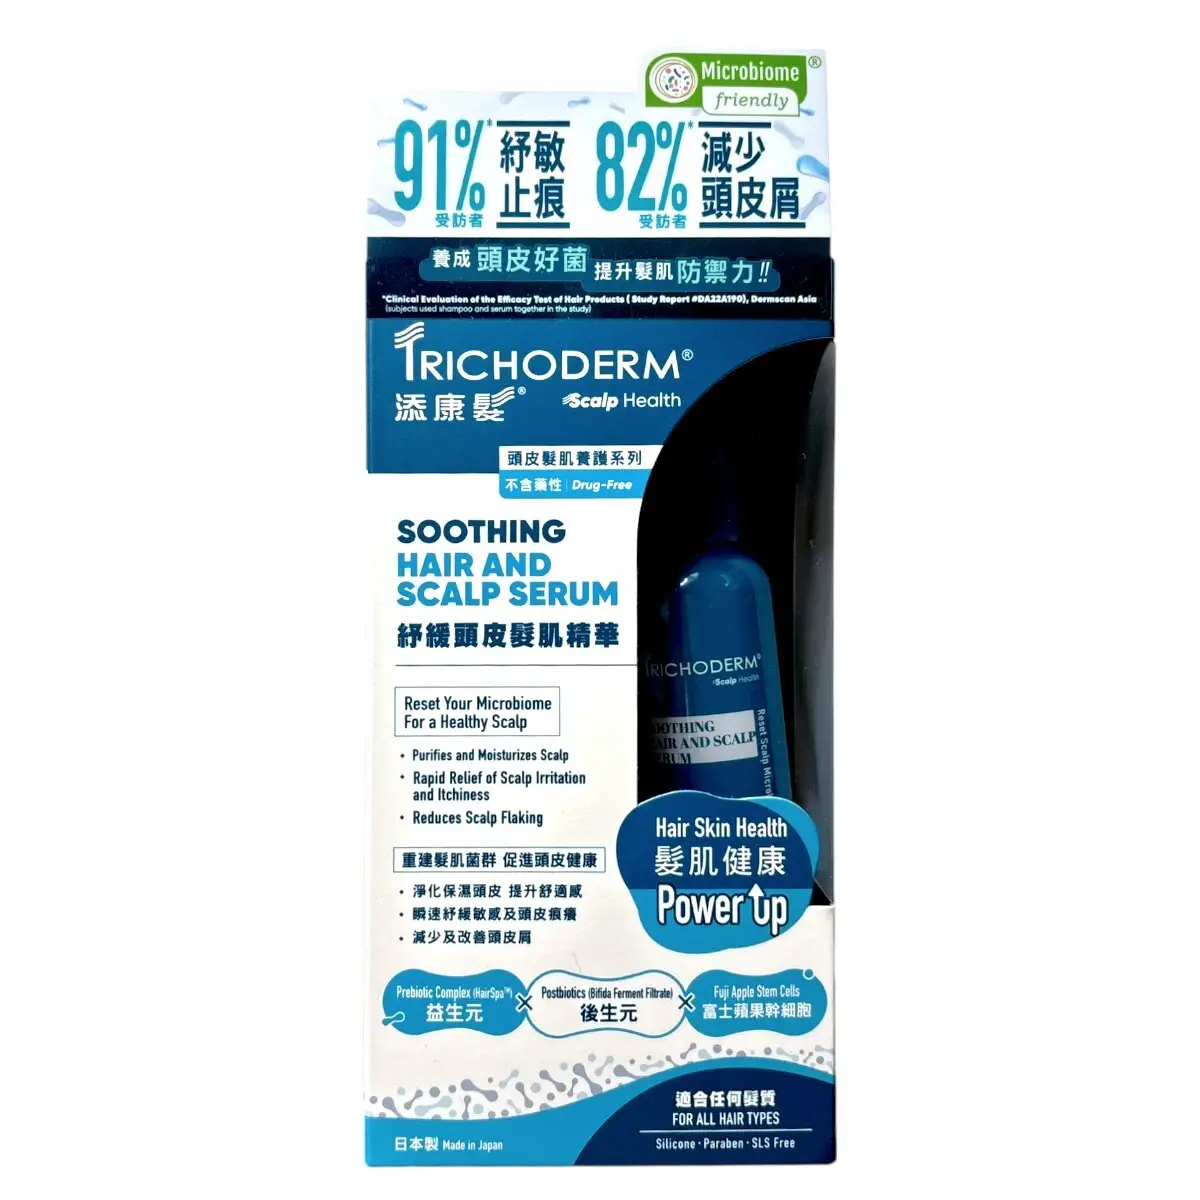 Microbiome®
friendly
91%* 紓敏
受訪者 止痕
82%* 減少
受訪者 頭皮屑
養成 頭皮好菌 提升髮肌 防禦力!!
*Clinical Evaluation of the Efficacy Test of Hair Products ( Study Report #DA22A190), Dermscan Asia
(subjects used shampoo and serum together in the study)
TRICHODERM®
添康髮®
Scalp Health
頭皮髮肌養護系列
不含藥性 | Drug-Free
SOOTHING
HAIR AND
SCALP SERUM
紓緩頭皮髮肌精華
Reset Your Microbiome
For a Healthy Scalp
• Purifies and Moisturizes Scalp
• Rapid Relief of Scalp Irritation
and Itchiness
• Reduces Scalp Flaking
重建髮肌菌群 促進頭皮健康
• 淨化保濕頭皮 提升舒適感
• 瞬速紓緩敏感及頭皮痕癢
• 減少及改善頭皮屑
TRICHODERM®
Scalp Health
SOOTHING
HAIR AND SCALP
SERUM
Reset Scalp
Hair Skin Health
髮肌健康
Power Up
Prebiotic Complex (HairSpa™)
益生元
×
Postbiotics (Bifida Ferment Filtrate)
後生元
×
Fuji Apple Stem Cells
富士蘋果幹細胞
適合任何髮質
FOR ALL HAIR TYPES
日本製 Made in Japan
Silicone · Paraben · SLS Free